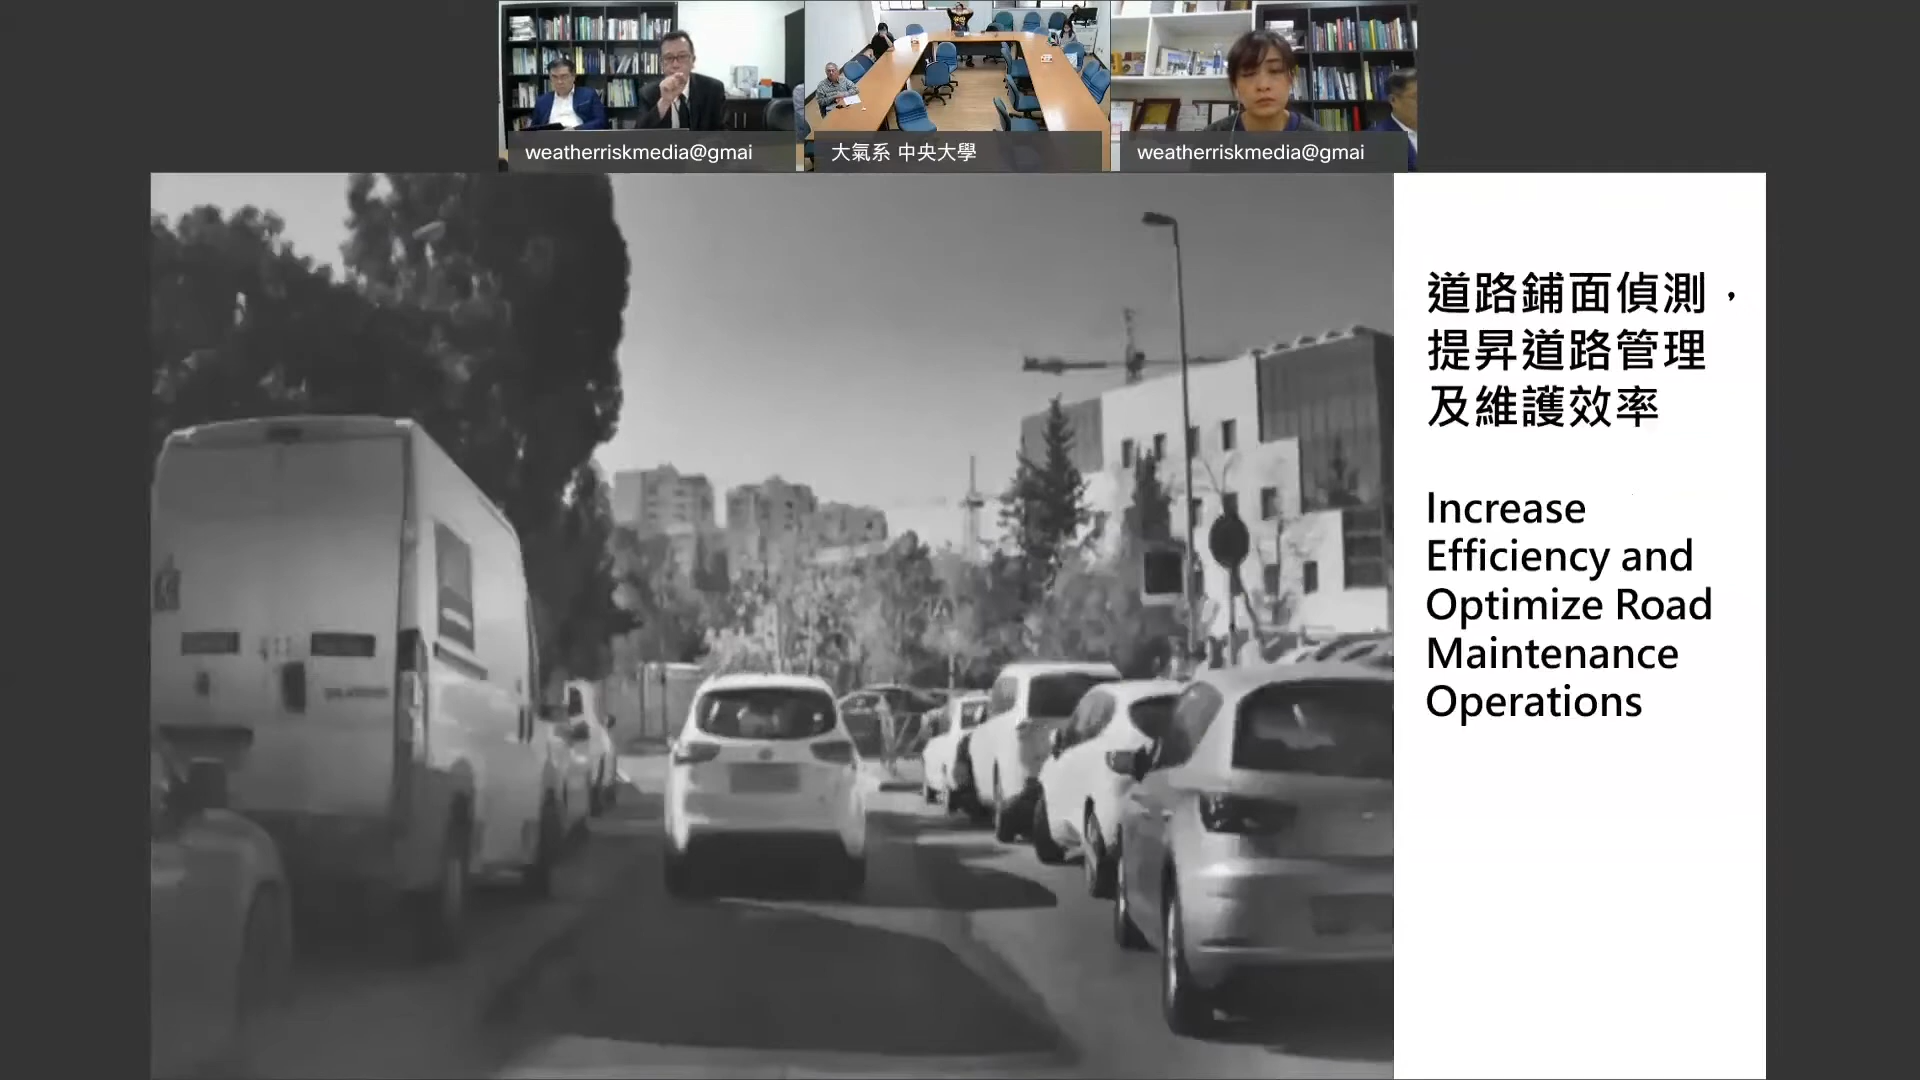 weatherriskmedia@gmai
大氣系 中央大學
weatherriskmedia@gmai
道路鋪面偵測，
提昇道路管理
及維護效率
Increase
Efficiency and
Optimize Road
Maintenance
Operations